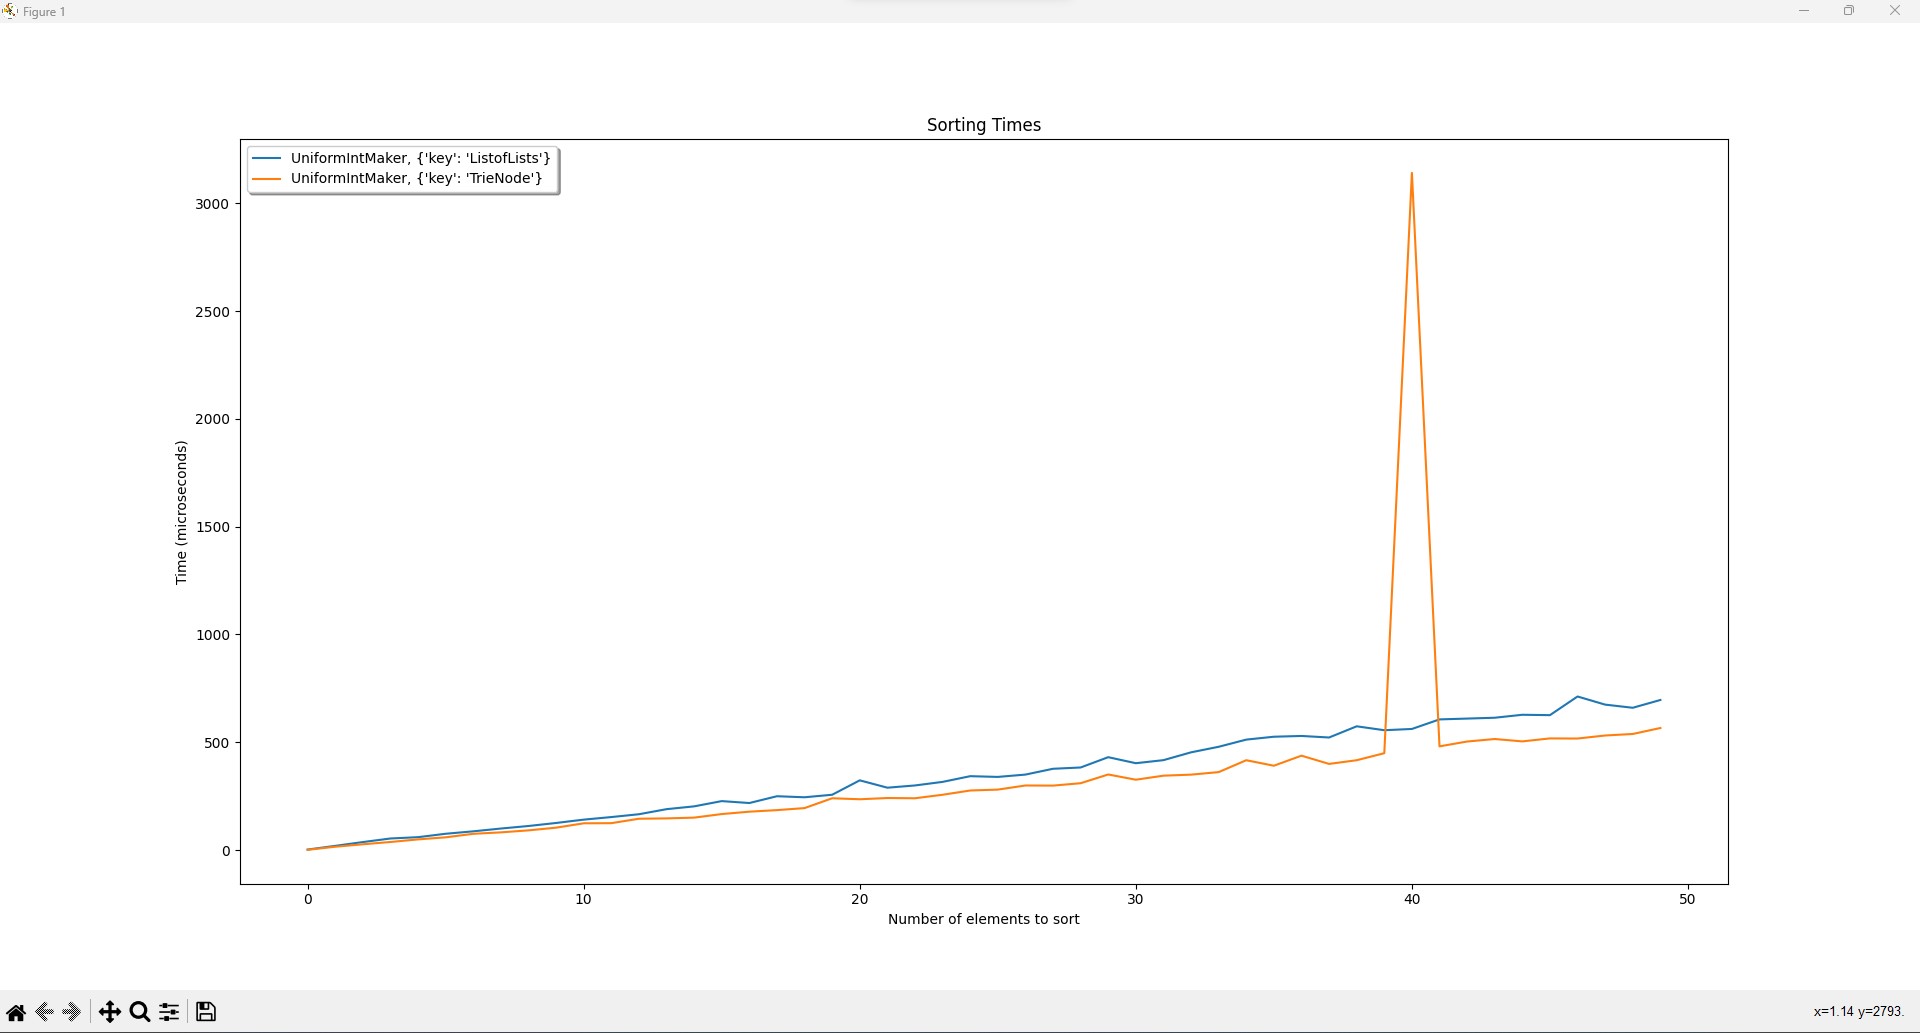 Figure 1
Sorting Times
UniformIntMaker, {'key': 'ListofLists'}
UniformIntMaker, {'key': 'TrieNode'}
3000
2500
2000
1500
1000
500
0
Time (microseconds)
0 10 20 30 40 50
Number of elements to sort
x=1.14 y=2793.